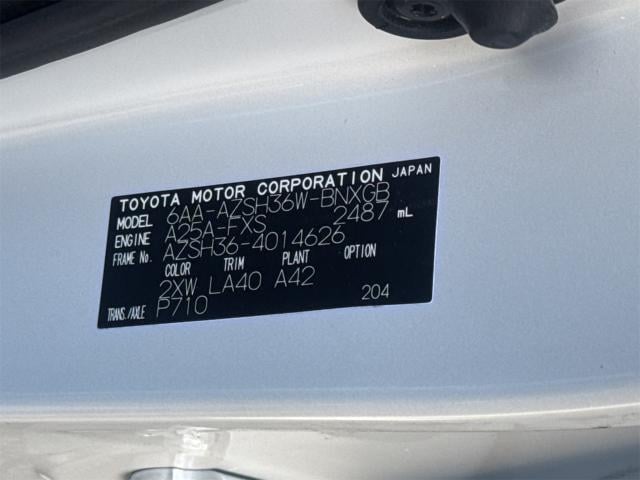 TOYOTA MOTOR CORPORATION JAPAN
MODEL 6AA-AZSH36W-BNXGB
ENGINE A25A-FXS 2487 mL
FRAME No. AZSH36-4014626
COLOR TRIM PLANT OPTION
2XW LA40 A42
TRANS./AXLE P710 204